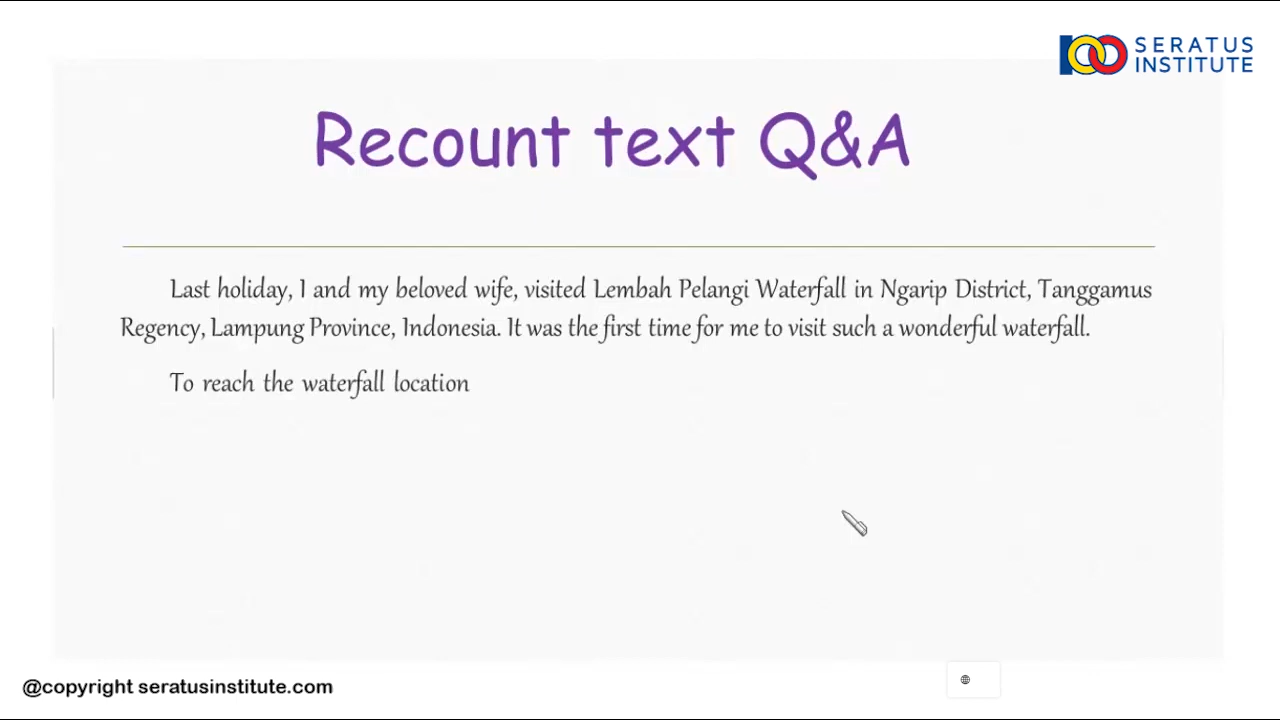 100 SERATUS
INSTITUTE
Recount text Q&A
Last holiday, I and my beloved wife, visited Lembah Pelangi Waterfall in Ngarip District, Tanggamus
Regency, Lampung Province, Indonesia. It was the first time for me to visit such a wonderful waterfall.
To reach the waterfall location
@copyright seratusinstitute.com